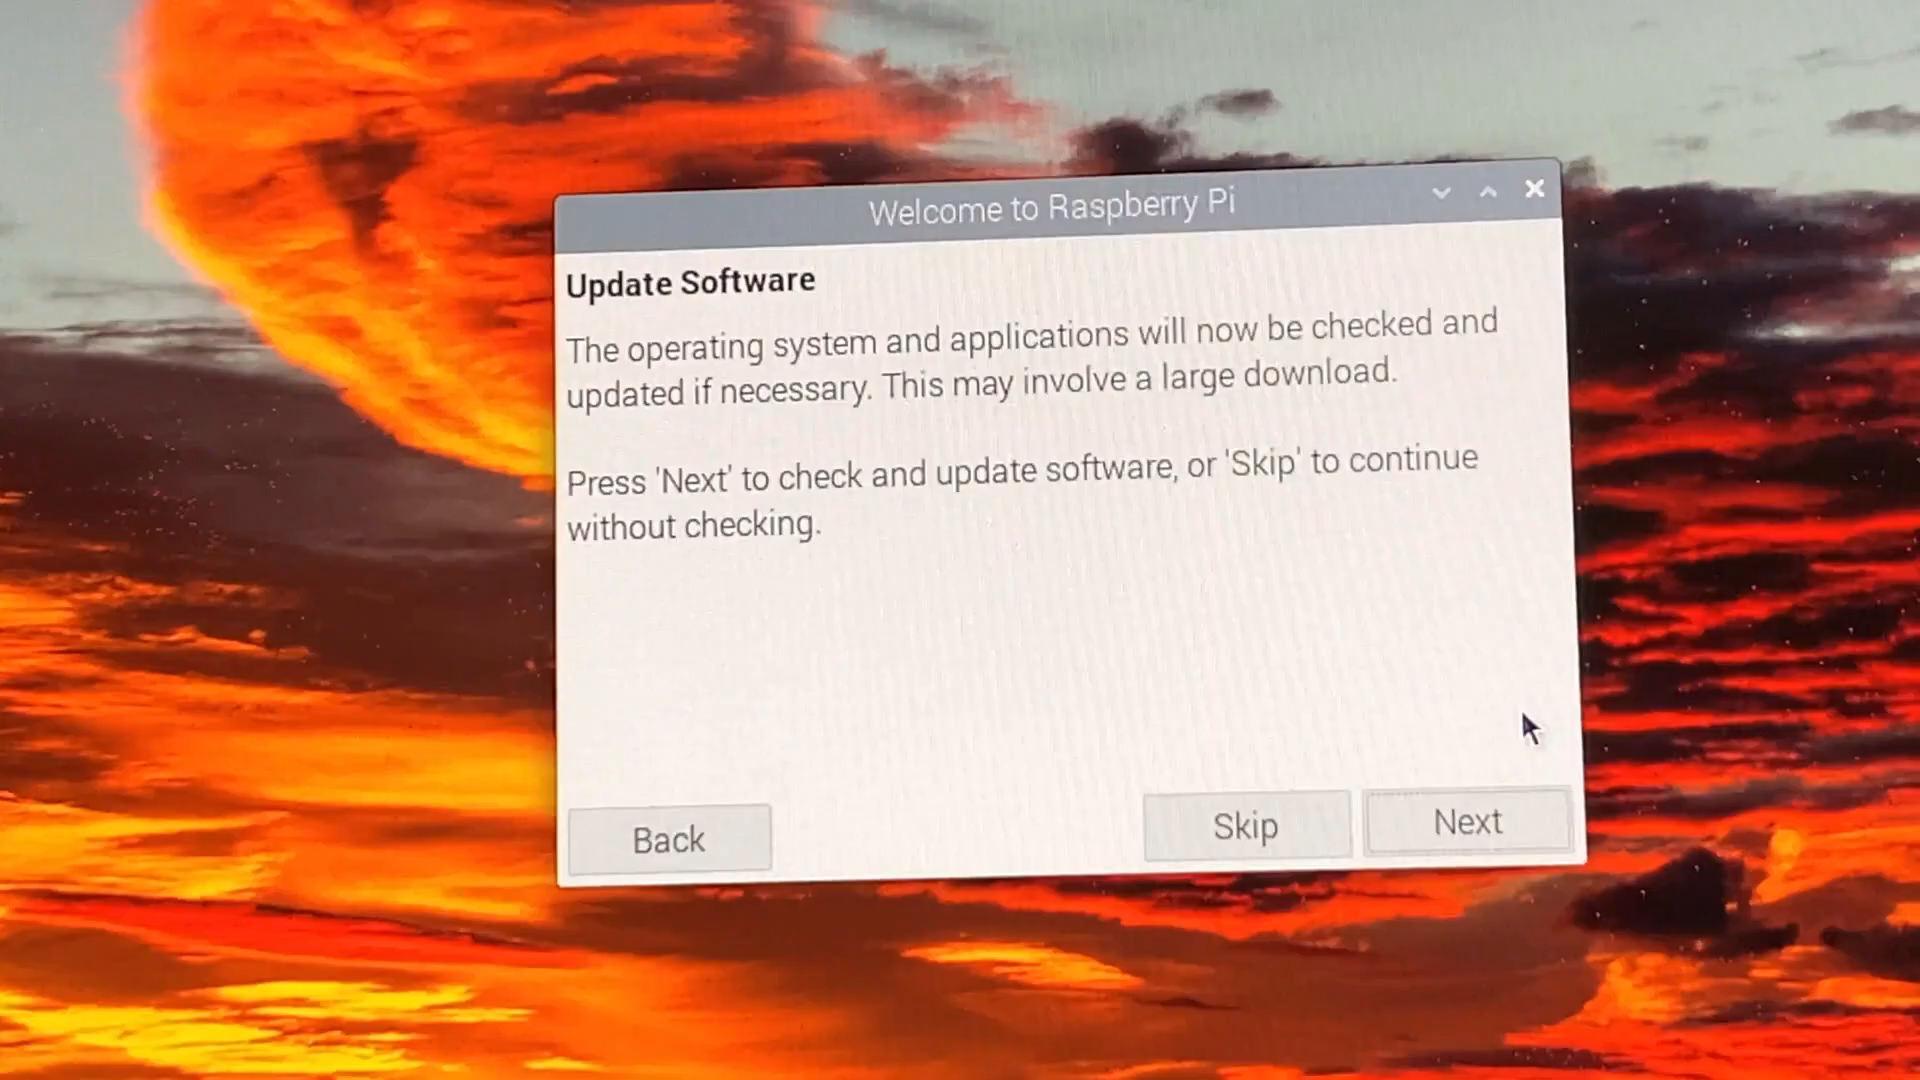 Welcome to Raspberry Pi
Update Software
The operating system and applications will now be checked and
updated if necessary. This may involve a large download.
Press 'Next' to check and update software, or 'Skip' to continue
without checking.
Back
Skip
Next